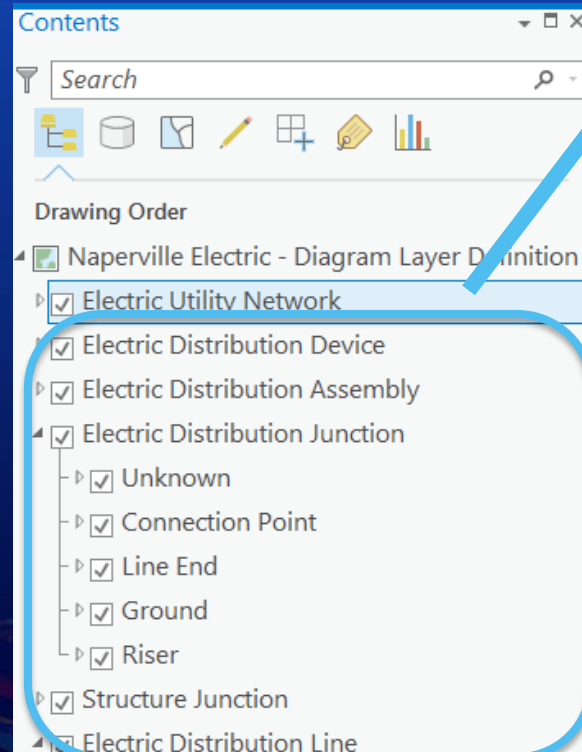 Contents
Search
Drawing Order
Naperville Electric - Diagram Layer Definition
Electric Utility Network
Electric Distribution Device
Electric Distribution Assembly
Electric Distribution Junction
Unknown
Connection Point
Line End
Ground
Riser
Structure Junction
Electric Distribution Line